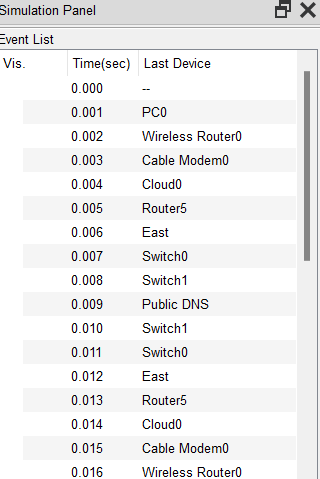 Simulation Panel
Event List
Vis. Time(sec) Last Device
0.000 --
0.001 PC0
0.002 Wireless Router0
0.003 Cable Modem0
0.004 Cloud0
0.005 Router5
0.006 East
0.007 Switch0
0.008 Switch1
0.009 Public DNS
0.010 Switch1
0.011 Switch0
0.012 East
0.013 Router5
0.014 Cloud0
0.015 Cable Modem0
0.016 Wireless Router0